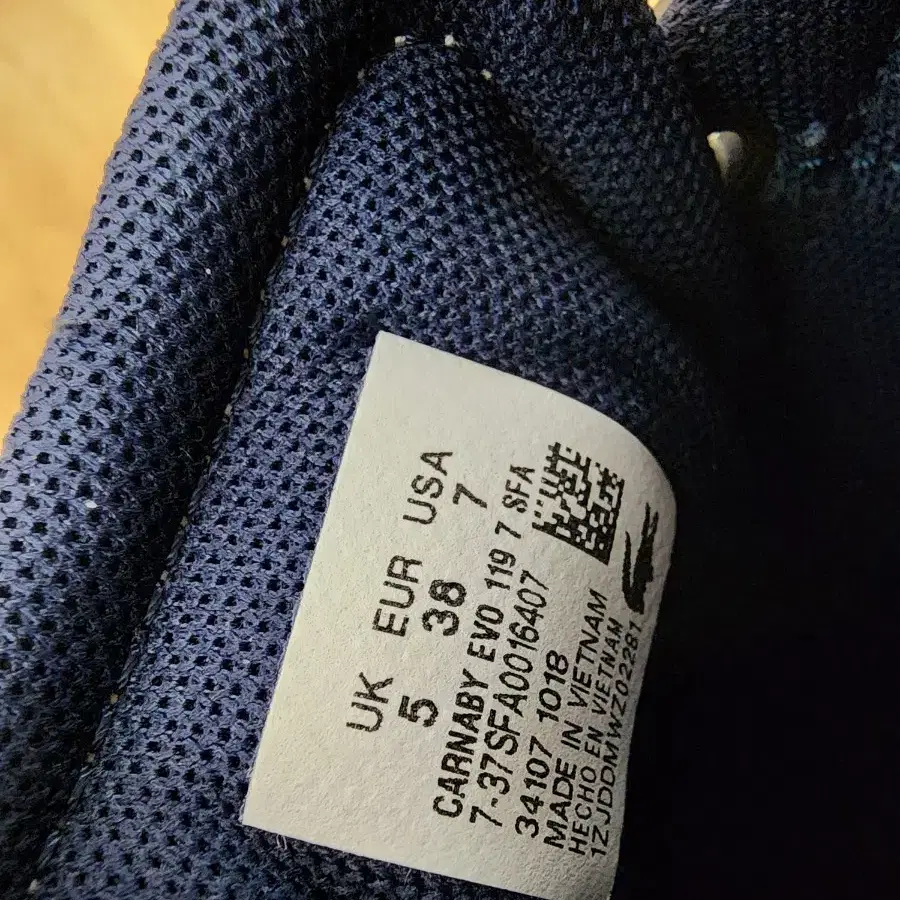 UK EUR USA
5 38 7
CARNABY EVO 119 7 SFA
7-37SFA0016407
34107 1018
MADE IN VIETNAM
HECHO EN VIETNAM
1ZJDDMWZ02281